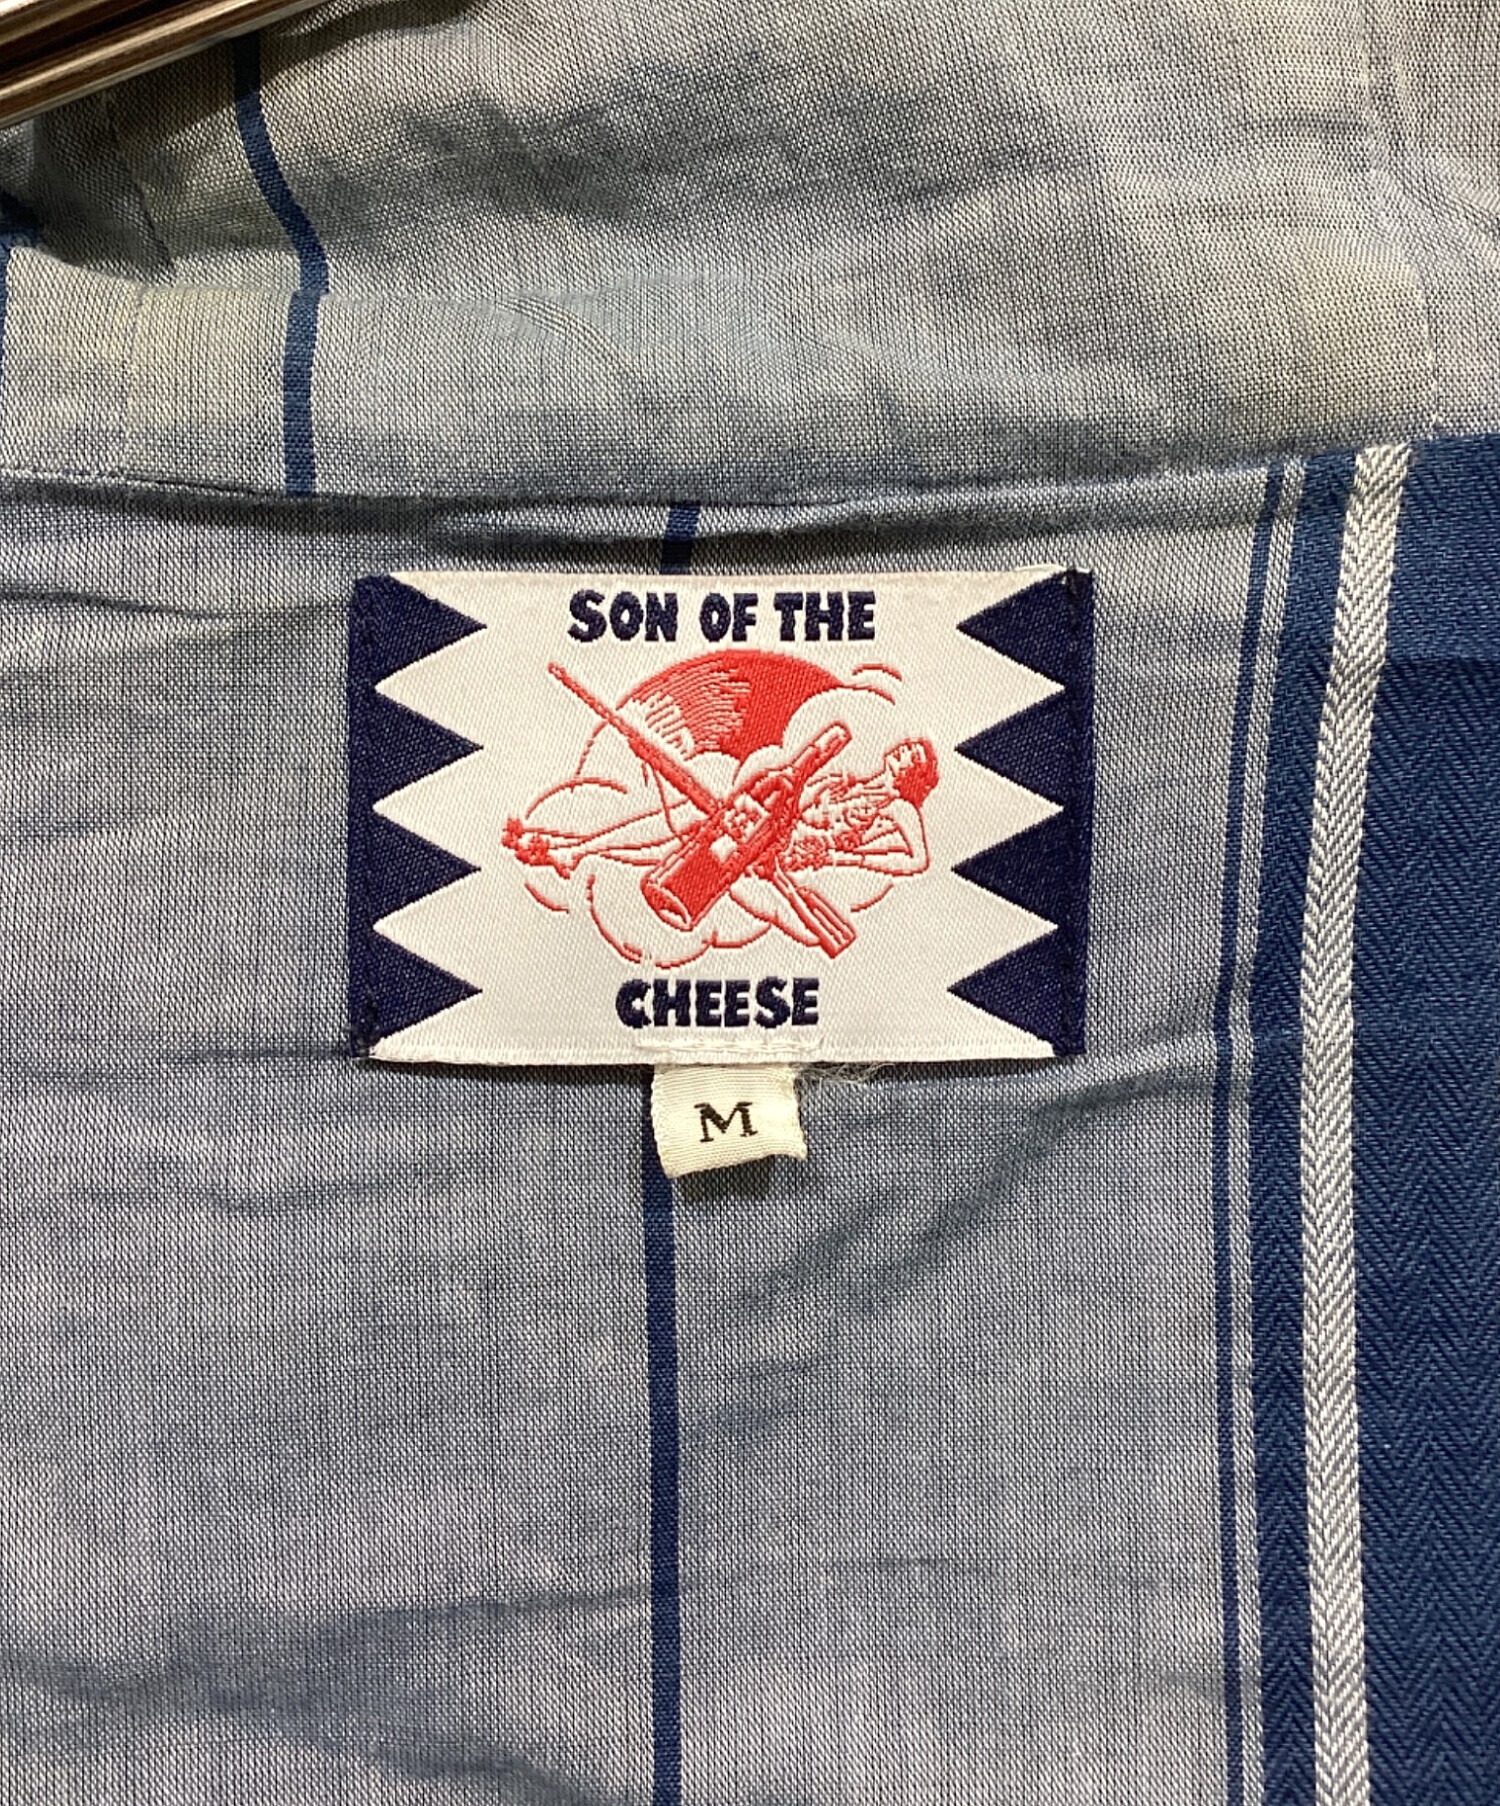 SON OF THE
CHEESE
M